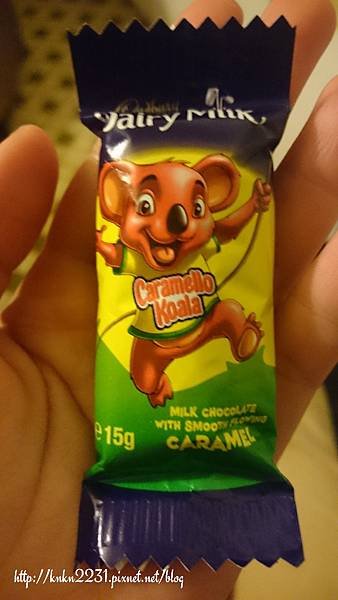 Cadbury
Dairy Milk
Caramello
Koala
MILK CHOCOLATE
WITH SMOOTH FLOWING
CARAMEL
e 15g
http://knkn2231.pixnet.net/blog